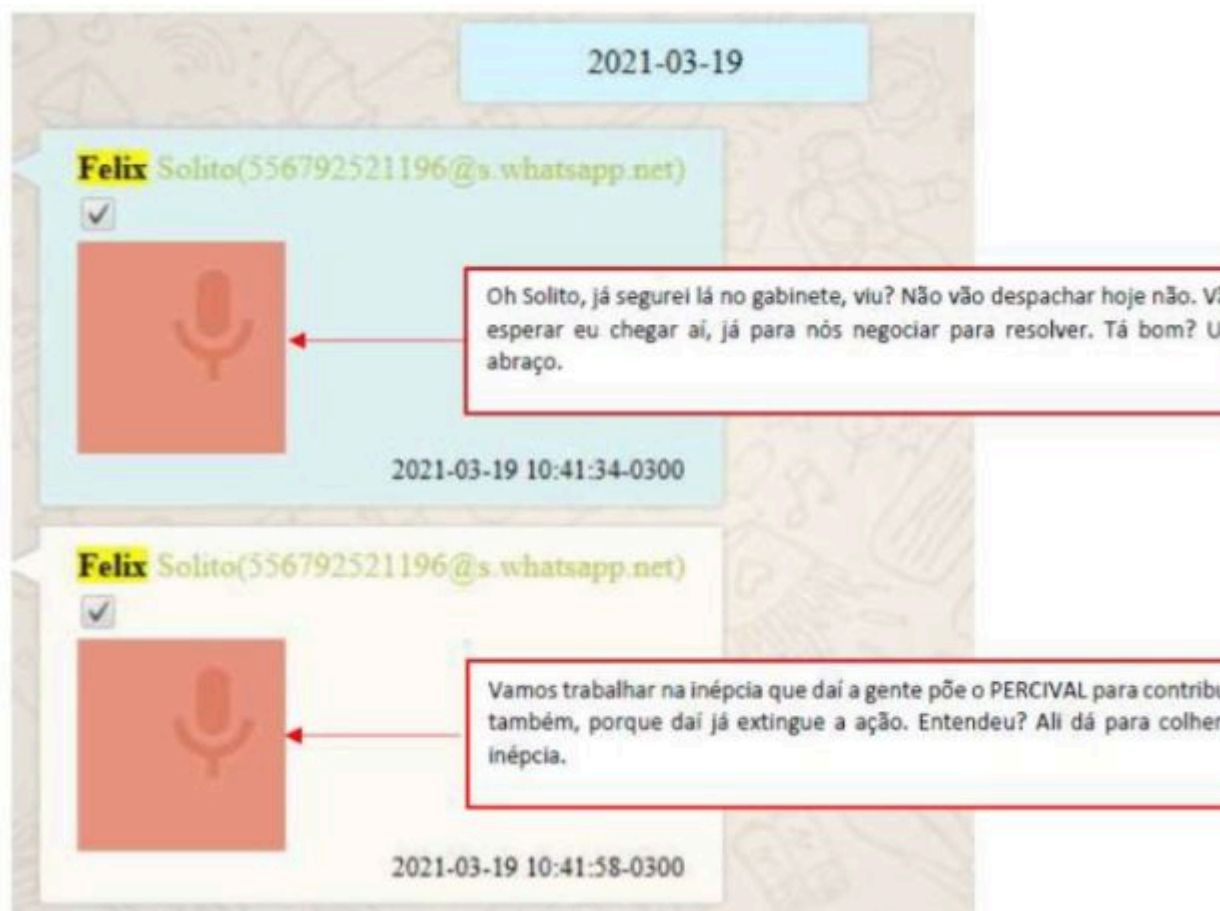 2021-03-19
Felix Solito(556792521196@s.whatsapp.net)
Oh Solito, já segurei lá no gabinete, viu? Não vão despachar hoje não.
esperar eu chegar aí, já para nós negociar para resolver. Tá bom?
abraço.
2021-03-19 10:41:34-0300
Felix Solito(556792521196@s.whatsapp.net)
Vamos trabalhar na inépcia que daí a gente põe o PERCIVAL para
também, porque daí já extingue a ação. Entendeu? Ali dá para
inépcia.
2021-03-19 10:41:58-0300